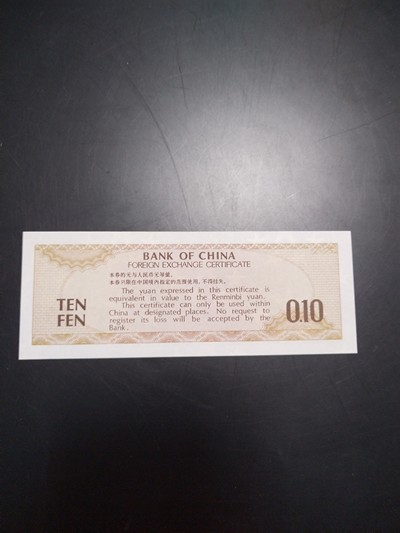 BANK OF CHINA
FOREIGN EXCHANGE CERTIFICATE
本券的元与人民币元等值。
本券只限在中国境内指定的范围使用,不得挂失。
The yuan expressed in this certificate is
equivalent in value to the Renminbi yuan.
This certificate can only be used within
China at designated places. No request to
register its loss will be accepted by the
Bank.
TEN
FEN
0.10